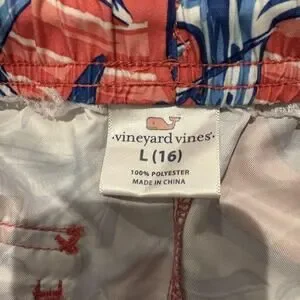 vineyard vines
L (16)
100% POLYESTER
MADE IN CHINA